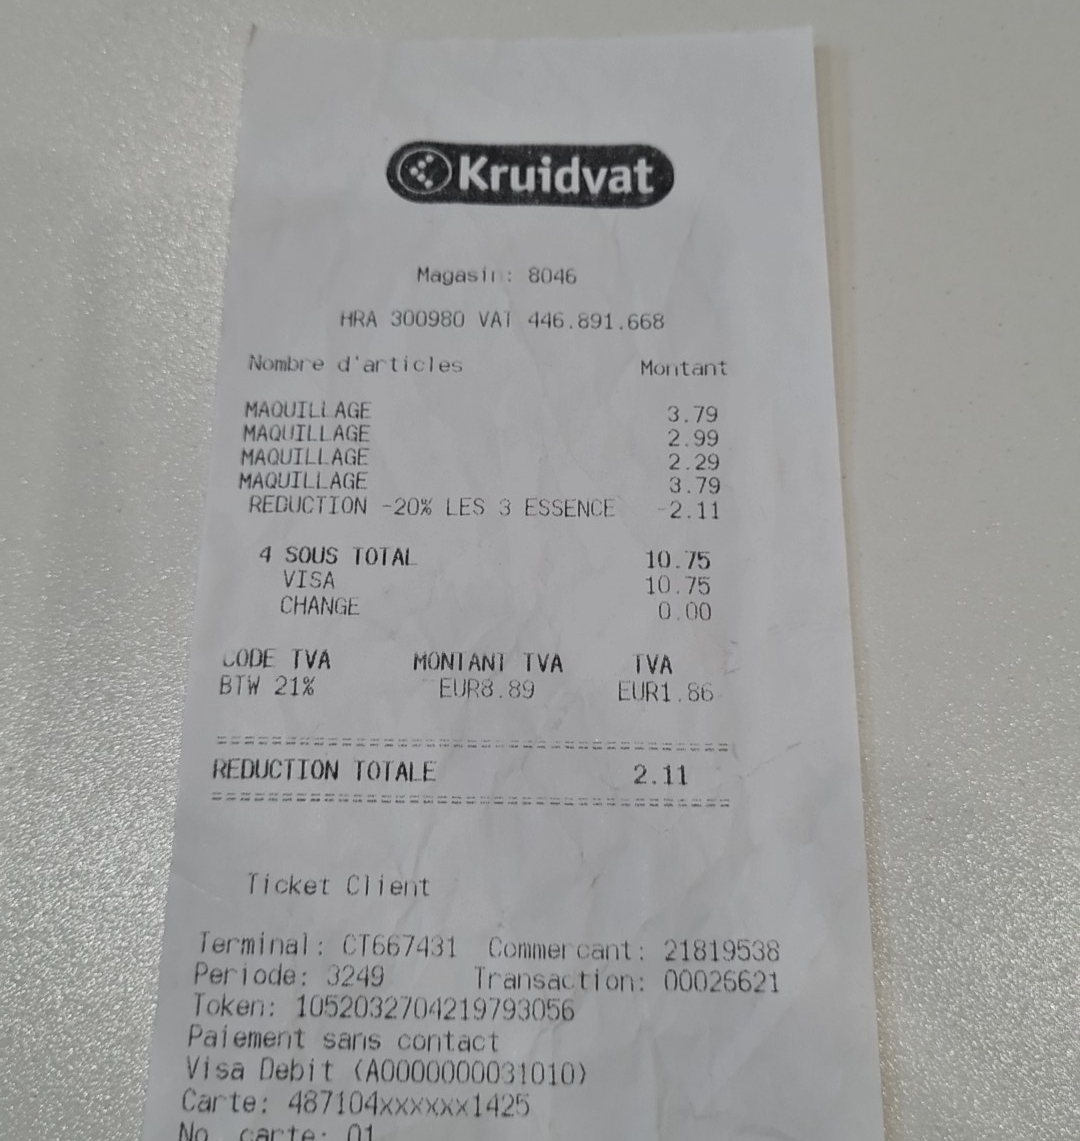 Kruidvat
Magasin: 8046
HRA 300980 VAT 446.891.668
Nombre d'articles Montant
MAQUILLAGE 3.79
MAQUILLAGE 2.99
MAQUILLAGE 2.29
MAQUILLAGE 3.79
REDUCTION -20% LES 3 ESSENCE -2.11
4 SOUS TOTAL 10.75
VISA 10.75
CHANGE 0.00
CODE TVA MONTANT TVA TVA
BTW 21% EUR8.89 EUR1.86
REDUCTION TOTALE 2.11
Ticket Client
Terminal: CT667431 Commercant: 21819538
Periode: 3249 Transaction: 00026621
Token: 1052032704219793056
Paiement sans contact
Visa Debit (A0000000031010)
Carte: 487104xxxxxx1425
No. carte: 01